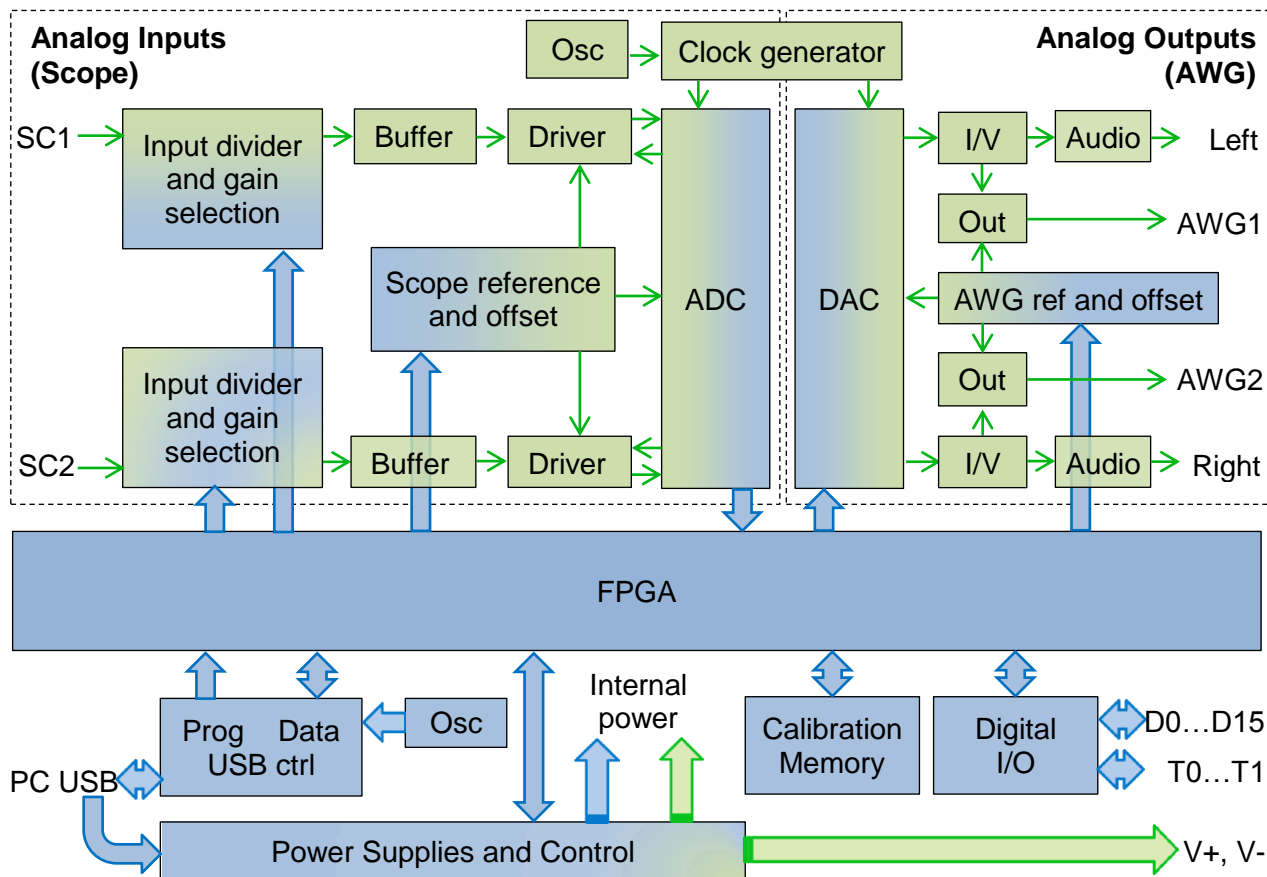 Analog Inputs
(Scope)
Osc
Clock generator
Analog Outputs
(AWG)
SC1
Input divider
and gain
selection
Buffer
Driver
I/V
Audio
Left
Out
AWG1
Scope reference
and offset
ADC
DAC
AWG ref and offset
Input divider
and gain
selection
Out
AWG2
SC2
Buffer
Driver
I/V
Audio
Right
FPGA
Internal
power
Prog Data
USB ctrl
Osc
Calibration
Memory
Digital
I/O
D0…D15
T0…T1
PC USB
Power Supplies and Control
V+, V-